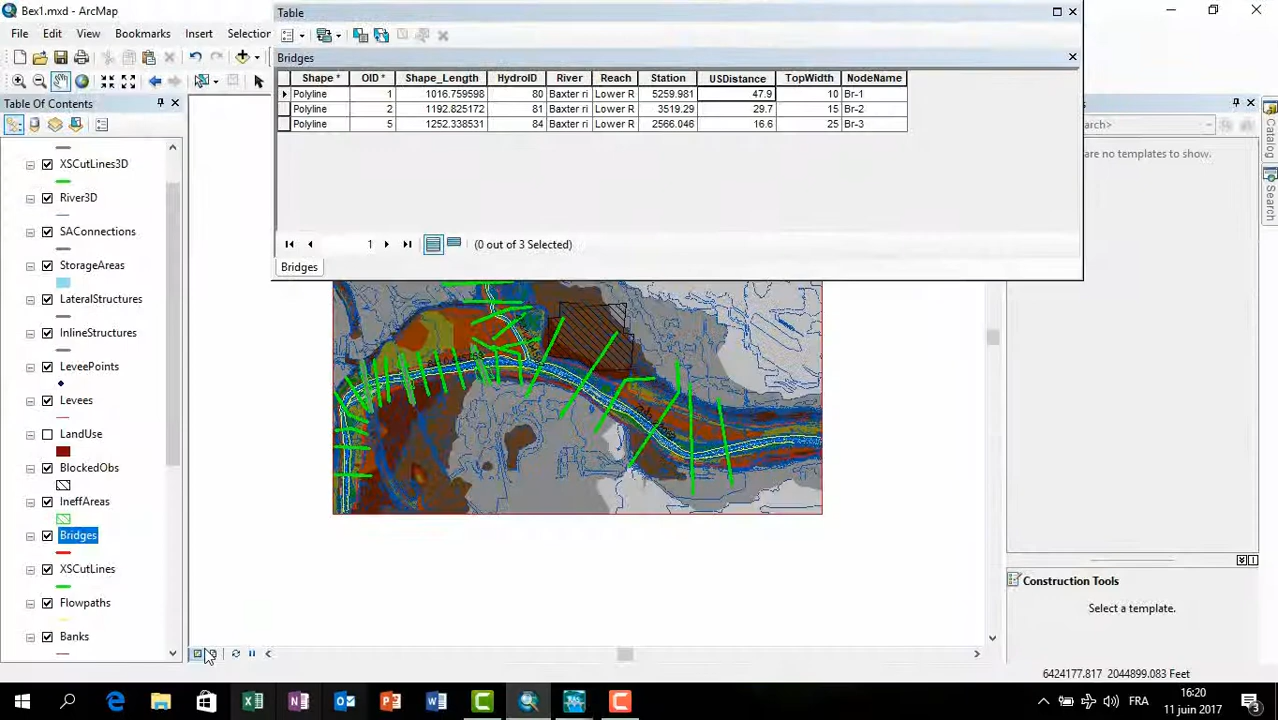 Bex1.mxd - ArcMap
File Edit View Bookmarks Insert Selection
Table
Bridges
Shape * OID * Shape_Length HydroID River Reach Station USDistance TopWidth NodeName
Polyline 1 1016.759598 80 Baxter ri Lower R 5259.981 47.9 10 Br-1
Polyline 2 1192.825172 81 Baxter ri Lower R 3519.29 29.7 15 Br-2
Polyline 5 1252.338531 84 Baxter ri Lower R 2566.046 16.6 25 Br-3
1 (0 out of 3 Selected)
Bridges
Table Of Contents
XSCutLines3D
River3D
SAConnections
StorageAreas
LateralStructures
InlineStructures
LeveePoints
Levees
LandUse
BlockedObs
IneffAreas
Bridges
XSCutLines
Flowpaths
Banks
arch>
are no templates to show.
Catalog
Search
Construction Tools
Select a template.
6424177.817 2044899.083 Feet
FRA
16:20
11 juin 2017
3